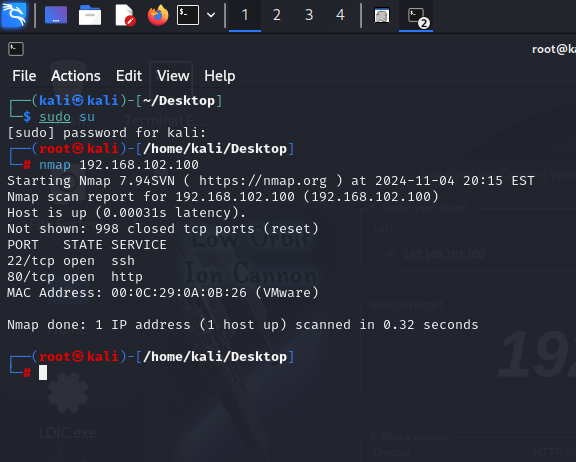 1 2 3 4
2
root@ka
File Actions Edit View Help
┌──(kali㉿kali)-[~/Desktop]
└─$ sudo su
[sudo] password for kali:
┌──(root㉿kali)-[/home/kali/Desktop]
└─# nmap 192.168.102.100
Starting Nmap 7.94SVN ( https://nmap.org ) at 2024-11-04 20:15 EST
Nmap scan report for 192.168.102.100 (192.168.102.100)
Host is up (0.00031s latency).
Not shown: 998 closed tcp ports (reset)
PORT   STATE SERVICE
22/tcp open  ssh
80/tcp open  http
MAC Address: 00:0C:29:0A:0B:26 (VMware)
Nmap done: 1 IP address (1 host up) scanned in 0.32 seconds
┌──(root㉿kali)-[/home/kali/Desktop]
└─#
Low Orbit
Ion Cannon
192.168.102.100
Selected target
192
LOIC.exe
Timeout